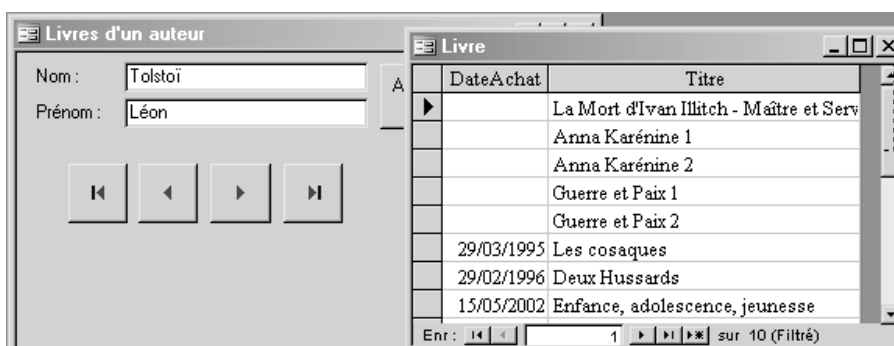 Livres d'un auteur
Nom :
Tolstoï
Prénom :
Léon
A
Livre
DateAchat Titre
La Mort d'Ivan Illitch - Maître et Serv
Anna Karénine 1
Anna Karénine 2
Guerre et Paix 1
Guerre et Paix 2
29/03/1995 Les cosaques
29/02/1996 Deux Hussards
15/05/2002 Enfance, adolescence, jeunesse
Enr : 1 sur 10 (Filtré)